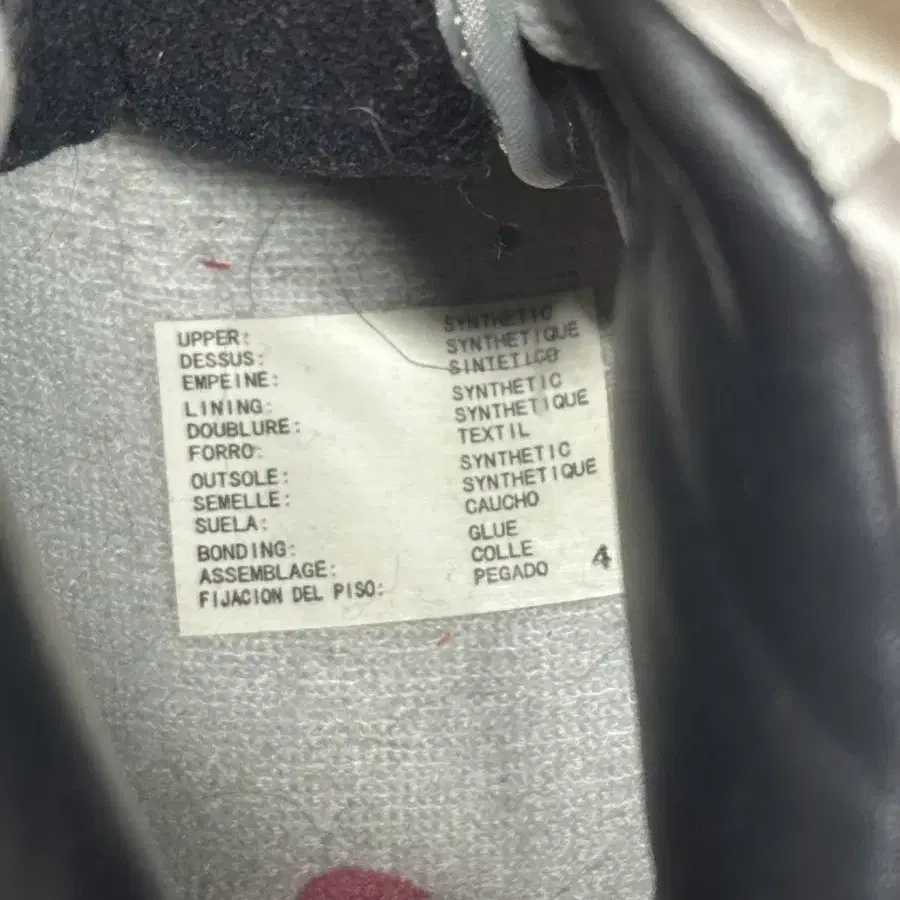 UPPER: SYNTHETIC
DESSUS: SYNTHETIQUE
EMPEINE: SINTETICO
LINING: SYNTHETIC
DOUBLURE: SYNTHETIQUE
FORRO: TEXTIL
OUTSOLE: SYNTHETIC
SEMELLE: SYNTHETIQUE
SUELA: CAUCHO
BONDING: GLUE
ASSEMBLAGE: COLLE 4
FIJACION DEL PISO: PEGADO